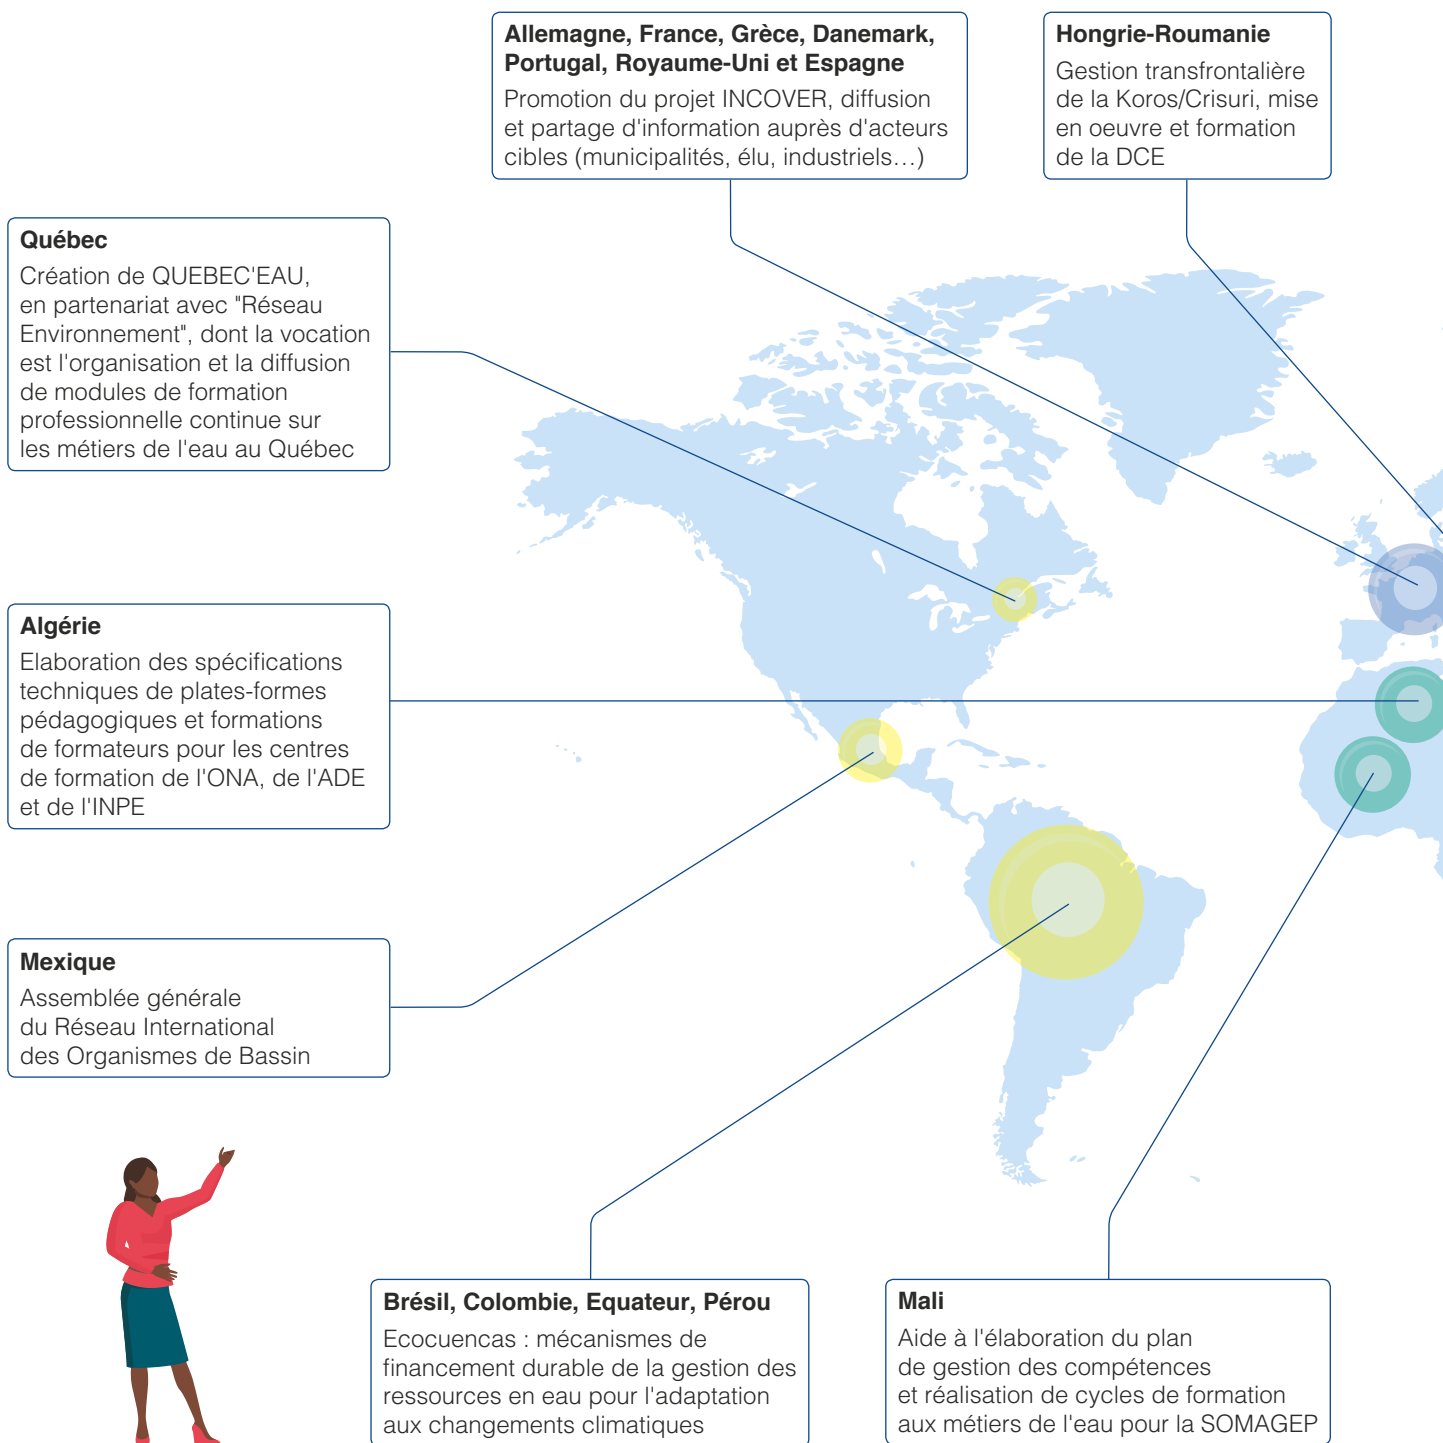 Allemagne, France, Grèce, Danemark,
Portugal, Royaume-Uni et Espagne
Promotion du projet INCOVER, diffusion
et partage d'information auprès d'acteurs
cibles (municipalités, élu, industriels…)
Hongrie-Roumanie
Gestion transfrontalière
de la Koros/Crisuri, mise
en oeuvre et formation
de la DCE
Québec
Création de QUEBEC'EAU,
en partenariat avec "Réseau
Environnement", dont la vocation
est l'organisation et la diffusion
de modules de formation
professionnelle continue sur
les métiers de l'eau au Québec
Algérie
Elaboration des spécifications
techniques de plates-formes
pédagogiques et formations
de formateurs pour les centres
de formation de l'ONA, de l'ADE
et de l'INPE
Mexique
Assemblée générale
du Réseau International
des Organismes de Bassin
Brésil, Colombie, Equateur, Pérou
Ecocuencas : mécanismes de
financement durable de la gestion des
ressources en eau pour l'adaptation
aux changements climatiques
Mali
Aide à l'élaboration du plan
de gestion des compétences
et réalisation de cycles de formation
aux métiers de l'eau pour la SOMAGEP